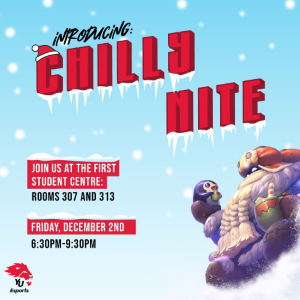 INTRODUCING:
CHILLY
NITE
JOIN US AT THE FIRST
STUDENT CENTRE:
ROOMS 307 AND 313
FRIDAY, DECEMBER 2ND
6:30PM-9:30PM
YU
Esports